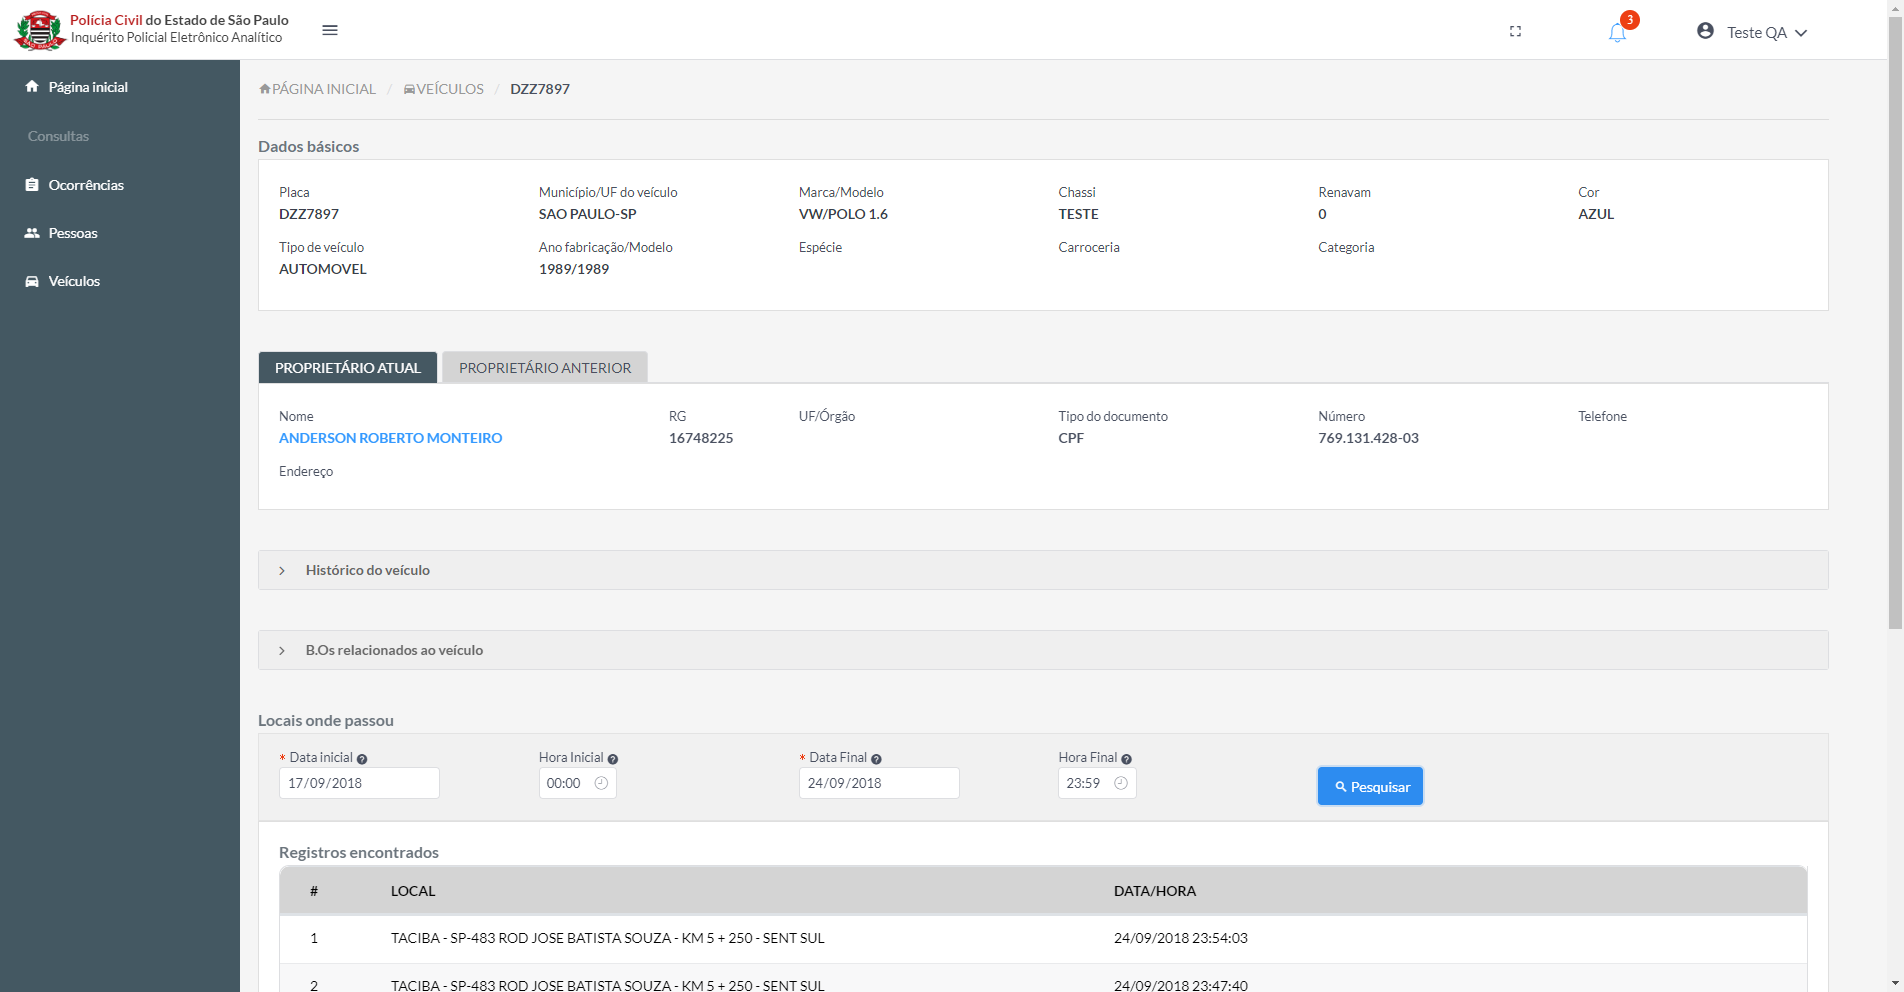 Polícia Civil do Estado de São Paulo
Inquérito Policial Eletrônico Analítico
3
Teste QA
Página inicial
Consultas
Ocorrências
Pessoas
Veículos
PÁGINA INICIAL / VEÍCULOS / DZZ7897
Dados básicos
Placa Município/UF do veículo Marca/Modelo Chassi Renavam Cor
DZZ7897 SAO PAULO-SP VW/POLO 1.6 TESTE 0 AZUL
Tipo de veículo Ano fabricação/Modelo Espécie Carroceria Categoria
AUTOMOVEL 1989/1989
PROPRIETÁRIO ATUAL PROPRIETÁRIO ANTERIOR
Nome RG UF/Órgão Tipo do documento Número Telefone
ANDERSON ROBERTO MONTEIRO 16748225 CPF 769.131.428-03
Endereço
Histórico do veículo
B.Os relacionados ao veículo
Locais onde passou
* Data inicial Hora Inicial * Data Final Hora Final
17/09/2018 00:00 24/09/2018 23:59 Pesquisar
Registros encontrados
# LOCAL DATA/HORA
1 TACIBA - SP-483 ROD JOSE BATISTA SOUZA - KM 5 + 250 - SENT SUL 24/09/2018 23:54:03
2 TACIBA - SP-483 ROD JOSE BATISTA SOUZA - KM 5 + 250 - SENT SUL 24/09/2018 23:47:40